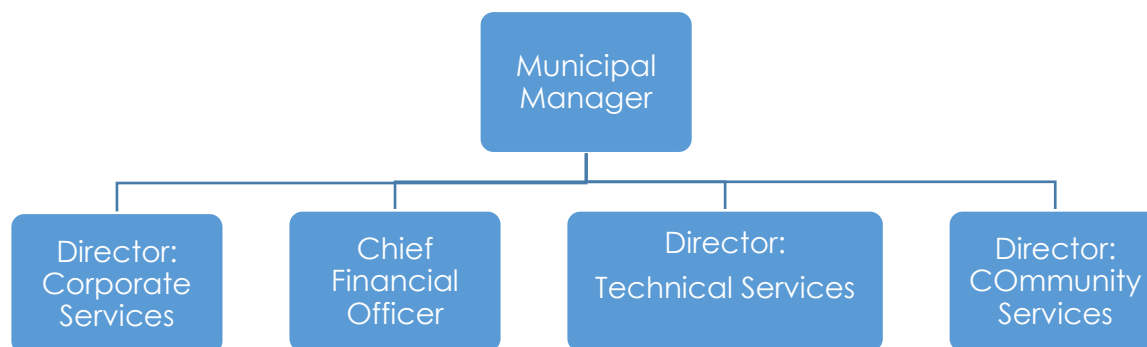 Municipal
Manager
Director:
Corporate
Services
Chief
Financial
Officer
Director:
Technical Services
Director:
COmmunity
Services